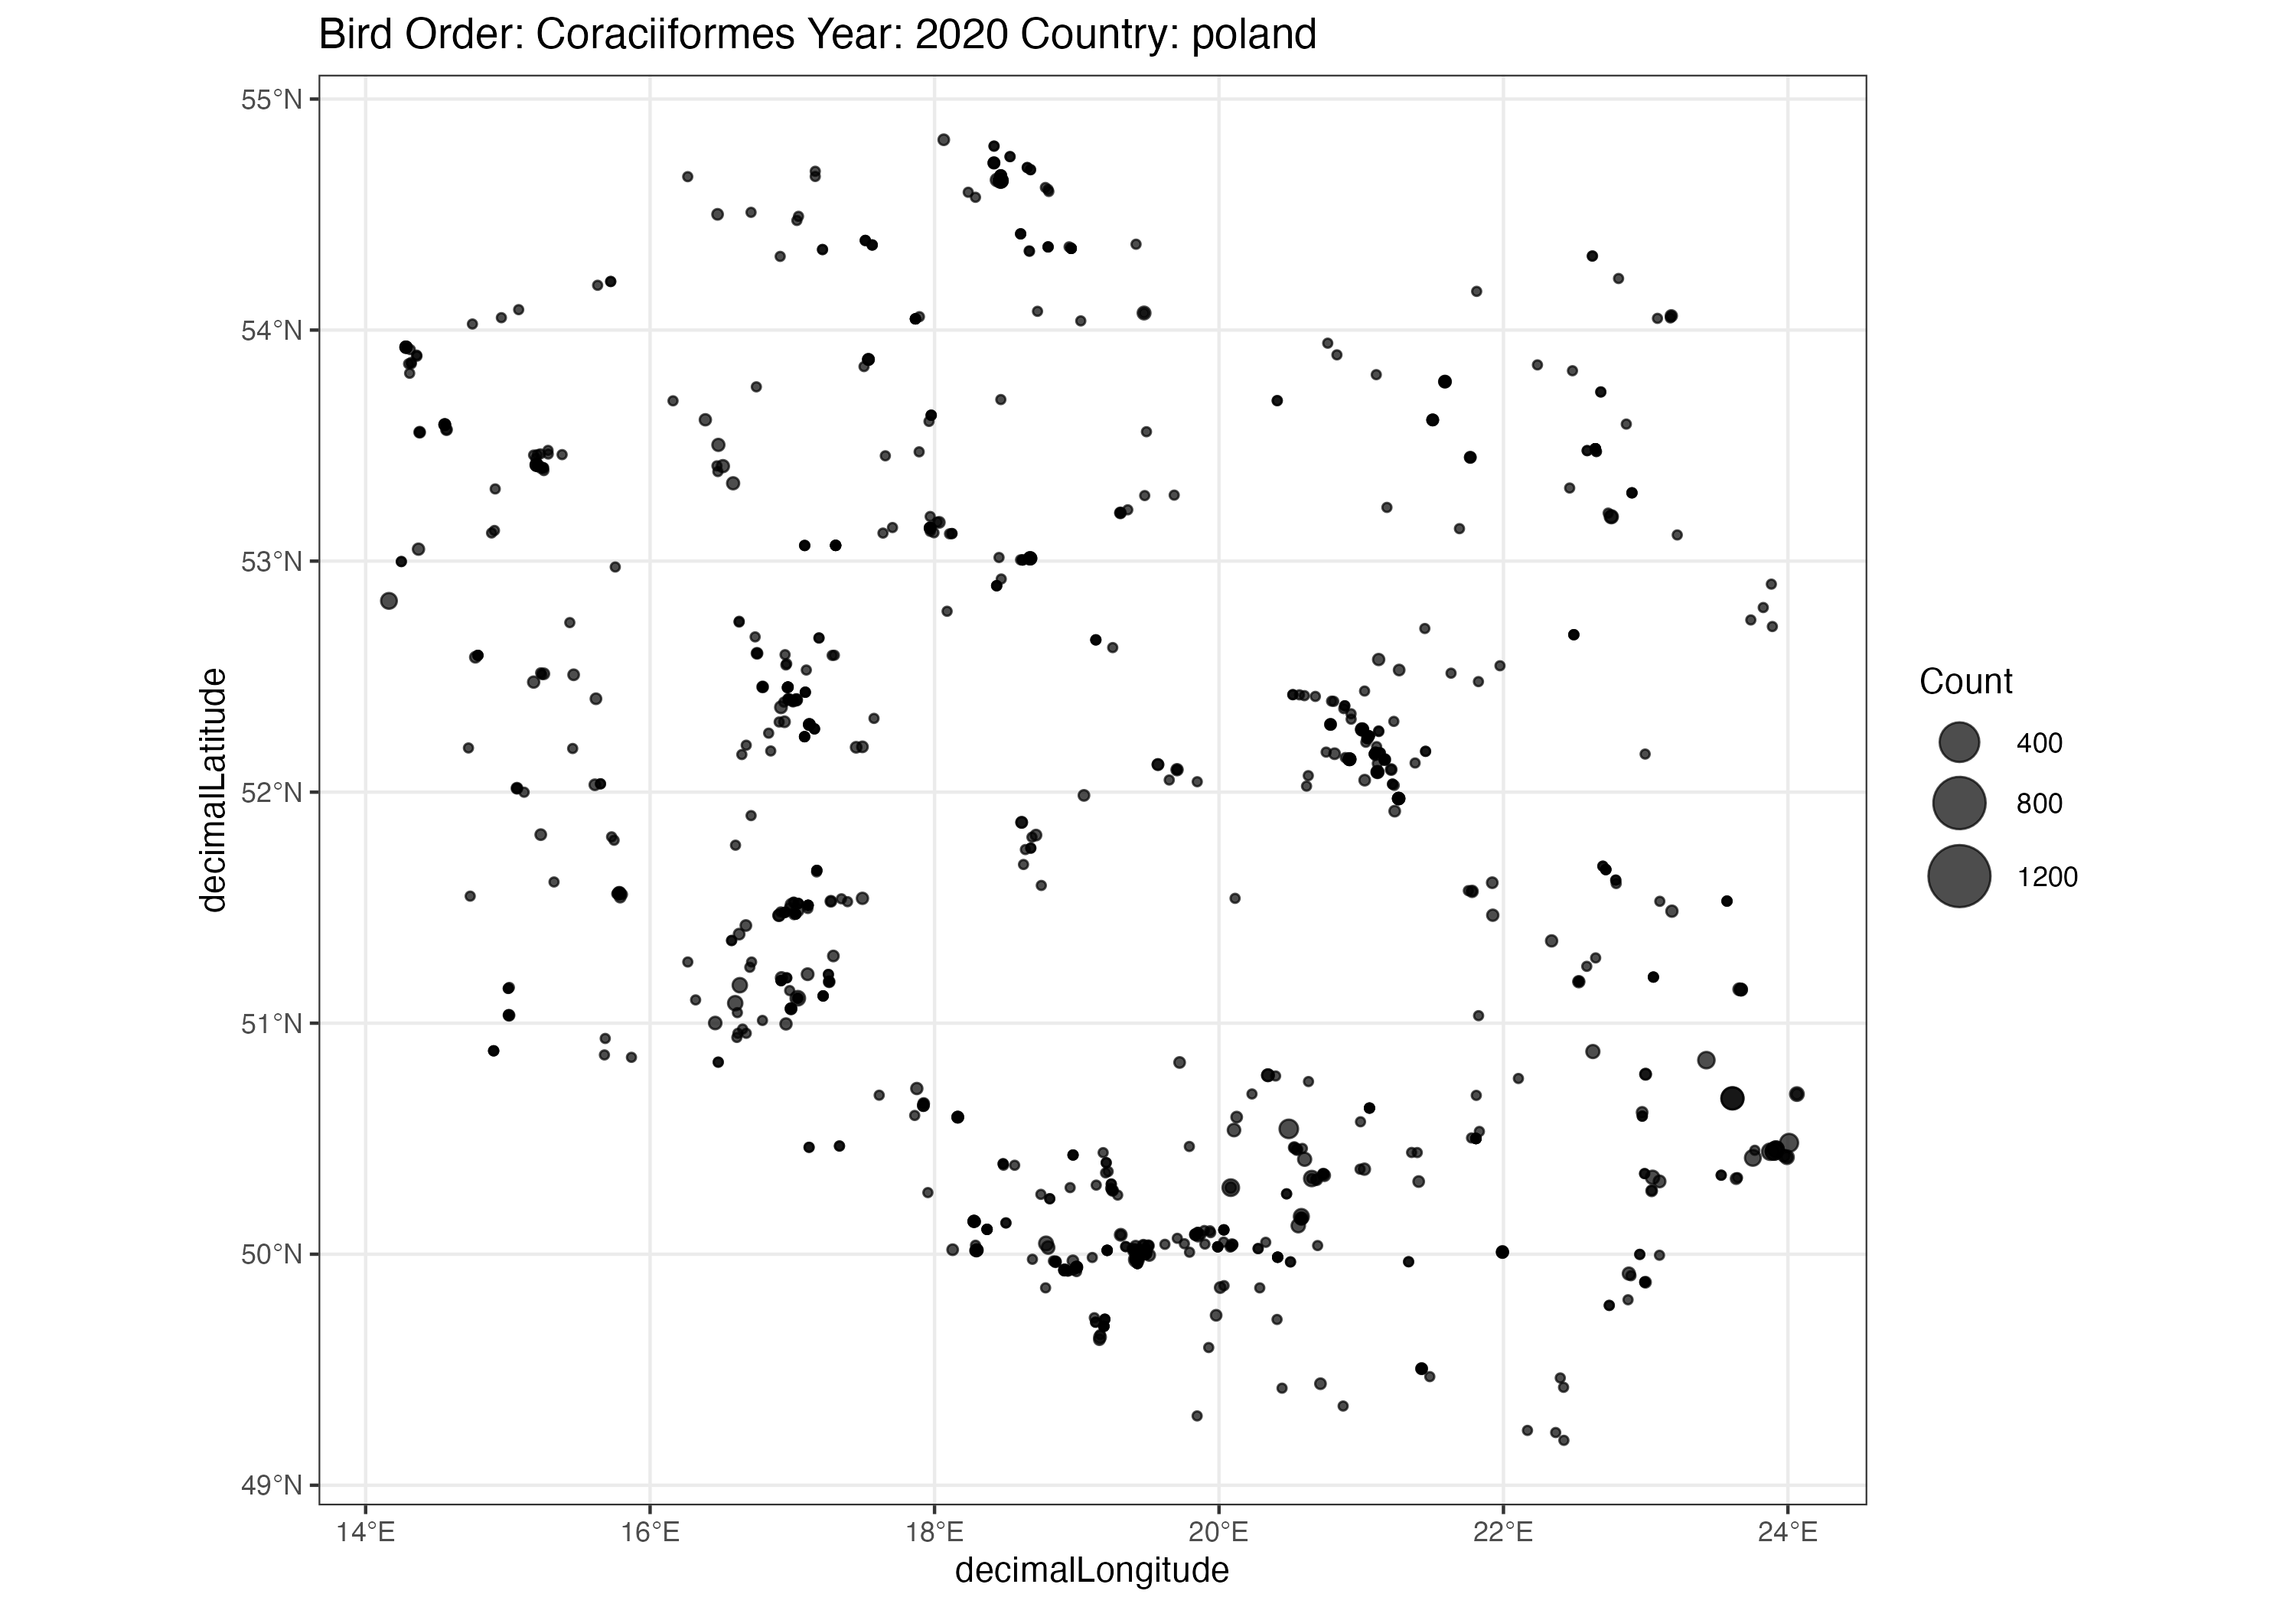 Bird Order: Coraciiformes Year: 2020 Country: poland
55°N
54°N
53°N
52°N
51°N
50°N
49°N
decimalLatitude
14°E
16°E
18°E
20°E
22°E
24°E
decimalLongitude
Count
400
800
1200